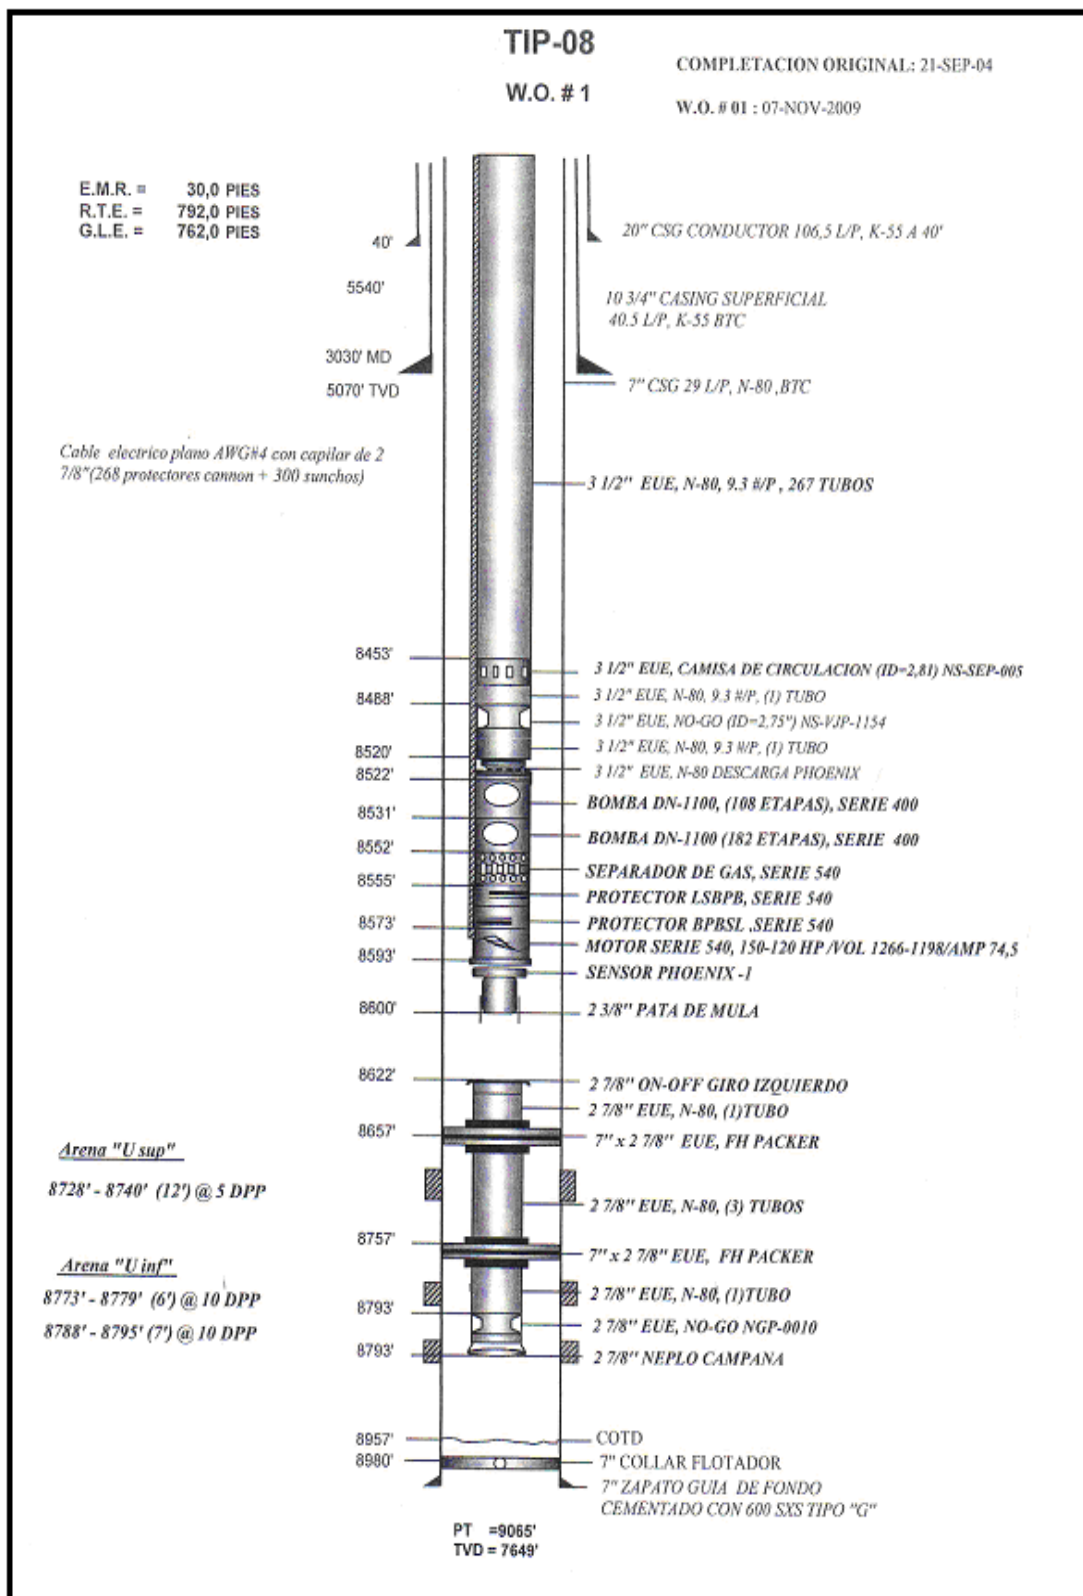 TIP-08
W.O. # 1
COMPLETACION ORIGINAL: 21-SEP-04
W.O. # 01 : 07-NOV-2009
E.M.R. = 30,0 PIES
R.T.E. = 792,0 PIES
G.L.E. = 762,0 PIES
40'
20" CSG CONDUCTOR 106,5 L/P, K-55 A 40'
5540'
10 3/4" CASING SUPERFICIAL
40.5 L/P, K-55 BTC
3030' MD
5070' TVD
7" CSG 29 L/P, N-80 ,BTC
Cable electrico plano AWG#4 con capilar de 2
7/8"(268 protectores cannon + 300 sunchos)
3 1/2" EUE, N-80, 9.3 #/P , 267 TUBOS
8453'
3 1/2" EUE, CAMISA DE CIRCULACION (ID=2,81) NS-SEP-005
3 1/2" EUE, N-80, 9.3 #/P, (1) TUBO
8488'
3 1/2" EUE, NO-GO (ID=2,75") NS-VJP-1154
8520'
3 1/2" EUE, N-80, 9.3 #/P, (1) TUBO
8522'
3 1/2" EUE, N-80 DESCARGA PHOENIX
BOMBA DN-1100, (108 ETAPAS), SERIE 400
8531'
BOMBA DN-1100 (182 ETAPAS), SERIE 400
8552'
SEPARADOR DE GAS, SERIE 540
8555'
PROTECTOR LSBPB, SERIE 540
8573'
PROTECTOR BPBSL .SERIE 540
MOTOR SERIE 540, 150-120 HP /VOL 1266-1198/AMP 74,5
8593'
SENSOR PHOENIX -1
8600'
2 3/8" PATA DE MULA
8622'
2 7/8" ON-OFF GIRO IZQUIERDO
2 7/8" EUE, N-80, (1)TUBO
8657'
7" x 2 7/8" EUE, FH PACKER
Arena "U sup"
8728' - 8740' (12') @ 5 DPP
2 7/8" EUE, N-80, (3) TUBOS
8757'
7" x 2 7/8" EUE, FH PACKER
Arena "U inf"
8773' - 8779' (6') @ 10 DPP
2 7/8" EUE, N-80, (1)TUBO
8793'
8788' - 8795' (7') @ 10 DPP
2 7/8" EUE, NO-GO NGP-0010
8793'
2 7/8" NEPLO CAMPANA
8957'
COTD
8980'
7" COLLAR FLOTADOR
7" ZAPATO GUIA DE FONDO
CEMENTADO CON 600 SXS TIPO "G"
PT =9065'
TVD = 7649'